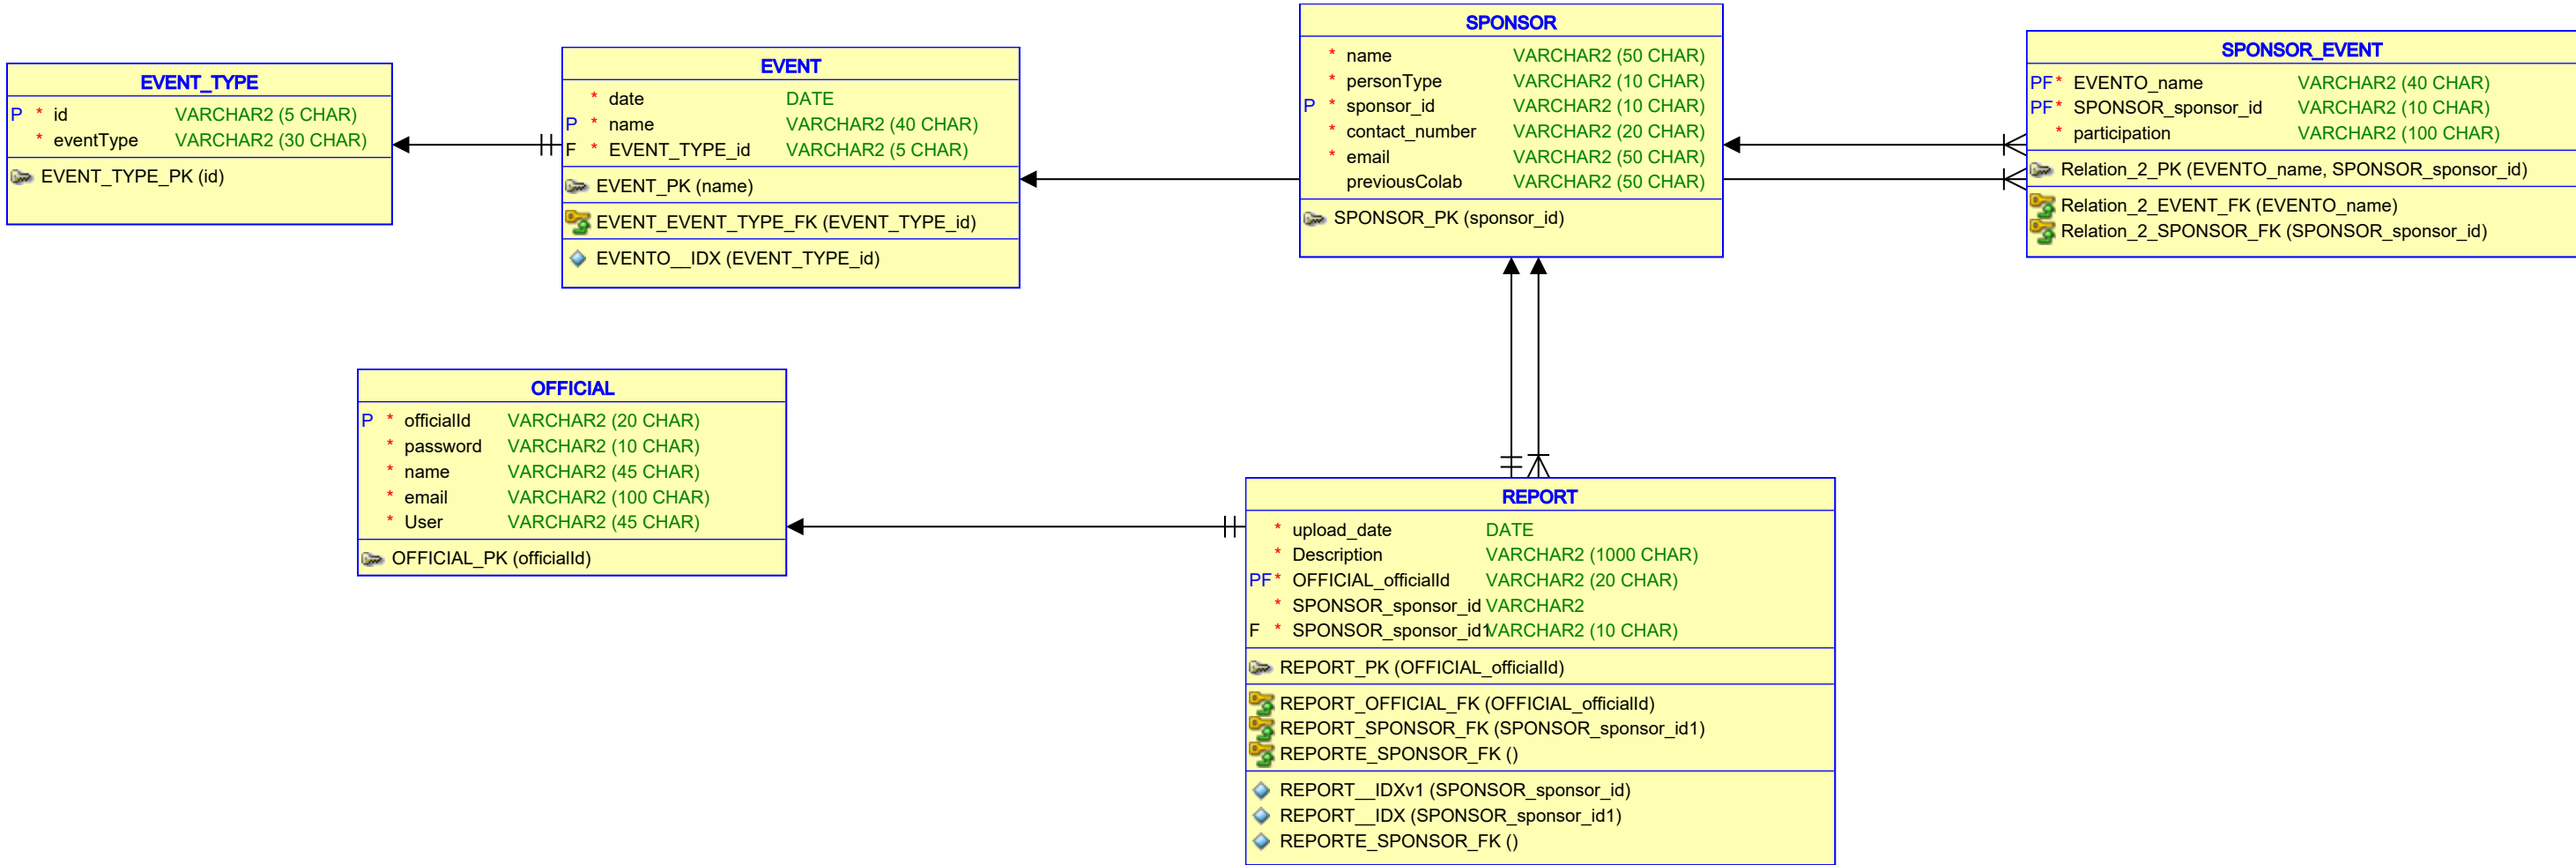 EVENT_TYPE
P * id VARCHAR2 (5 CHAR)
* eventType VARCHAR2 (30 CHAR)
EVENT_TYPE_PK (id)
EVENT
* date DATE
P * name VARCHAR2 (40 CHAR)
F * EVENT_TYPE_id VARCHAR2 (5 CHAR)
EVENT_PK (name)
EVENT_EVENT_TYPE_FK (EVENT_TYPE_id)
EVENTO__IDX (EVENT_TYPE_id)
SPONSOR
* name VARCHAR2 (50 CHAR)
* personType VARCHAR2 (10 CHAR)
P * sponsor_id VARCHAR2 (10 CHAR)
* contact_number VARCHAR2 (20 CHAR)
* email VARCHAR2 (50 CHAR)
previousColab VARCHAR2 (50 CHAR)
SPONSOR_PK (sponsor_id)
SPONSOR_EVENT
PF* EVENTO_name VARCHAR2 (40 CHAR)
PF* SPONSOR_sponsor_id VARCHAR2 (10 CHAR)
* participation VARCHAR2 (100 CHAR)
Relation_2_PK (EVENTO_name, SPONSOR_sponsor_id)
Relation_2_EVENT_FK (EVENTO_name)
Relation_2_SPONSOR_FK (SPONSOR_sponsor_id)
OFFICIAL
P * officialId VARCHAR2 (20 CHAR)
* password VARCHAR2 (10 CHAR)
* name VARCHAR2 (45 CHAR)
* email VARCHAR2 (100 CHAR)
* User VARCHAR2 (45 CHAR)
OFFICIAL_PK (officialId)
REPORT
* upload_date DATE
* Description VARCHAR2 (1000 CHAR)
PF* OFFICIAL_officialId VARCHAR2 (20 CHAR)
* SPONSOR_sponsor_id VARCHAR2
F * SPONSOR_sponsor_id1 VARCHAR2 (10 CHAR)
REPORT_PK (OFFICIAL_officialId)
REPORT_OFFICIAL_FK (OFFICIAL_officialId)
REPORT_SPONSOR_FK (SPONSOR_sponsor_id1)
REPORTE_SPONSOR_FK ()
REPORT__IDXv1 (SPONSOR_sponsor_id)
REPORT__IDX (SPONSOR_sponsor_id1)
REPORTE_SPONSOR_FK ()